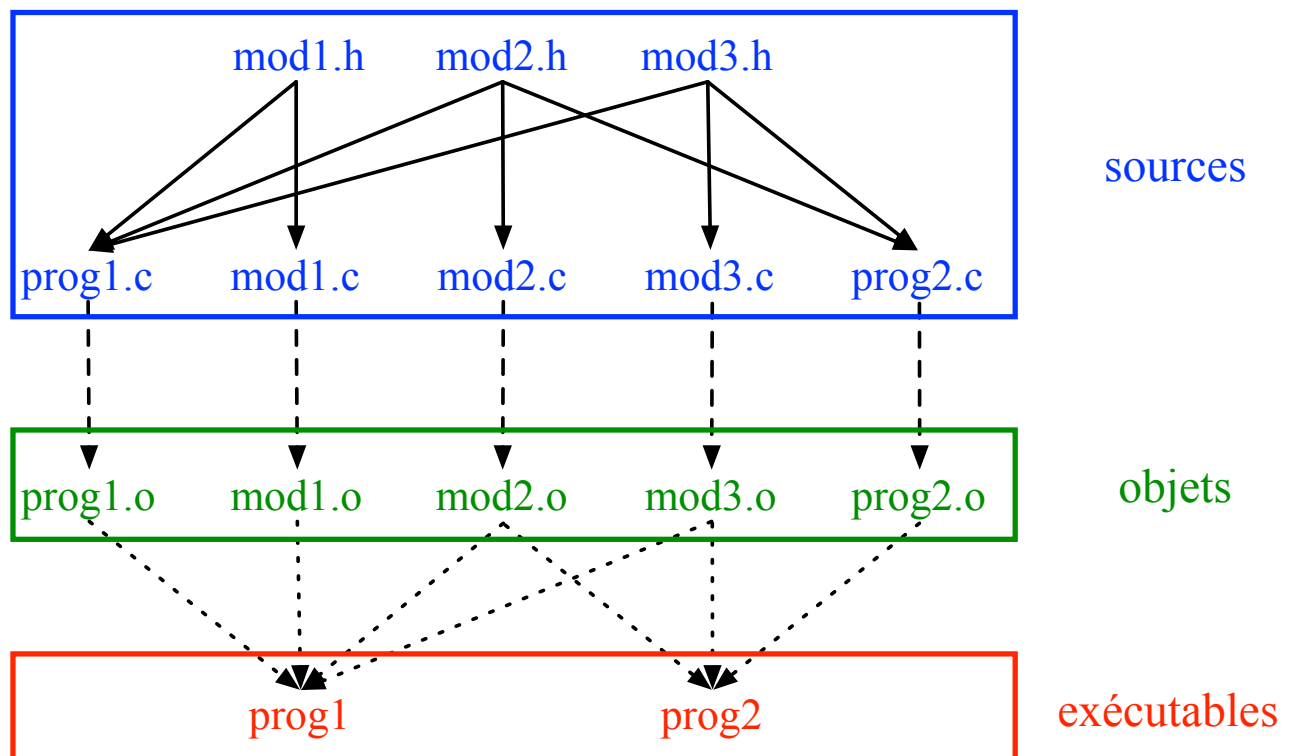 mod1.h mod2.h mod3.h
sources
prog1.c mod1.c mod2.c mod3.c prog2.c
prog1.o mod1.o mod2.o mod3.o prog2.o
objets
prog1 prog2
exécutables